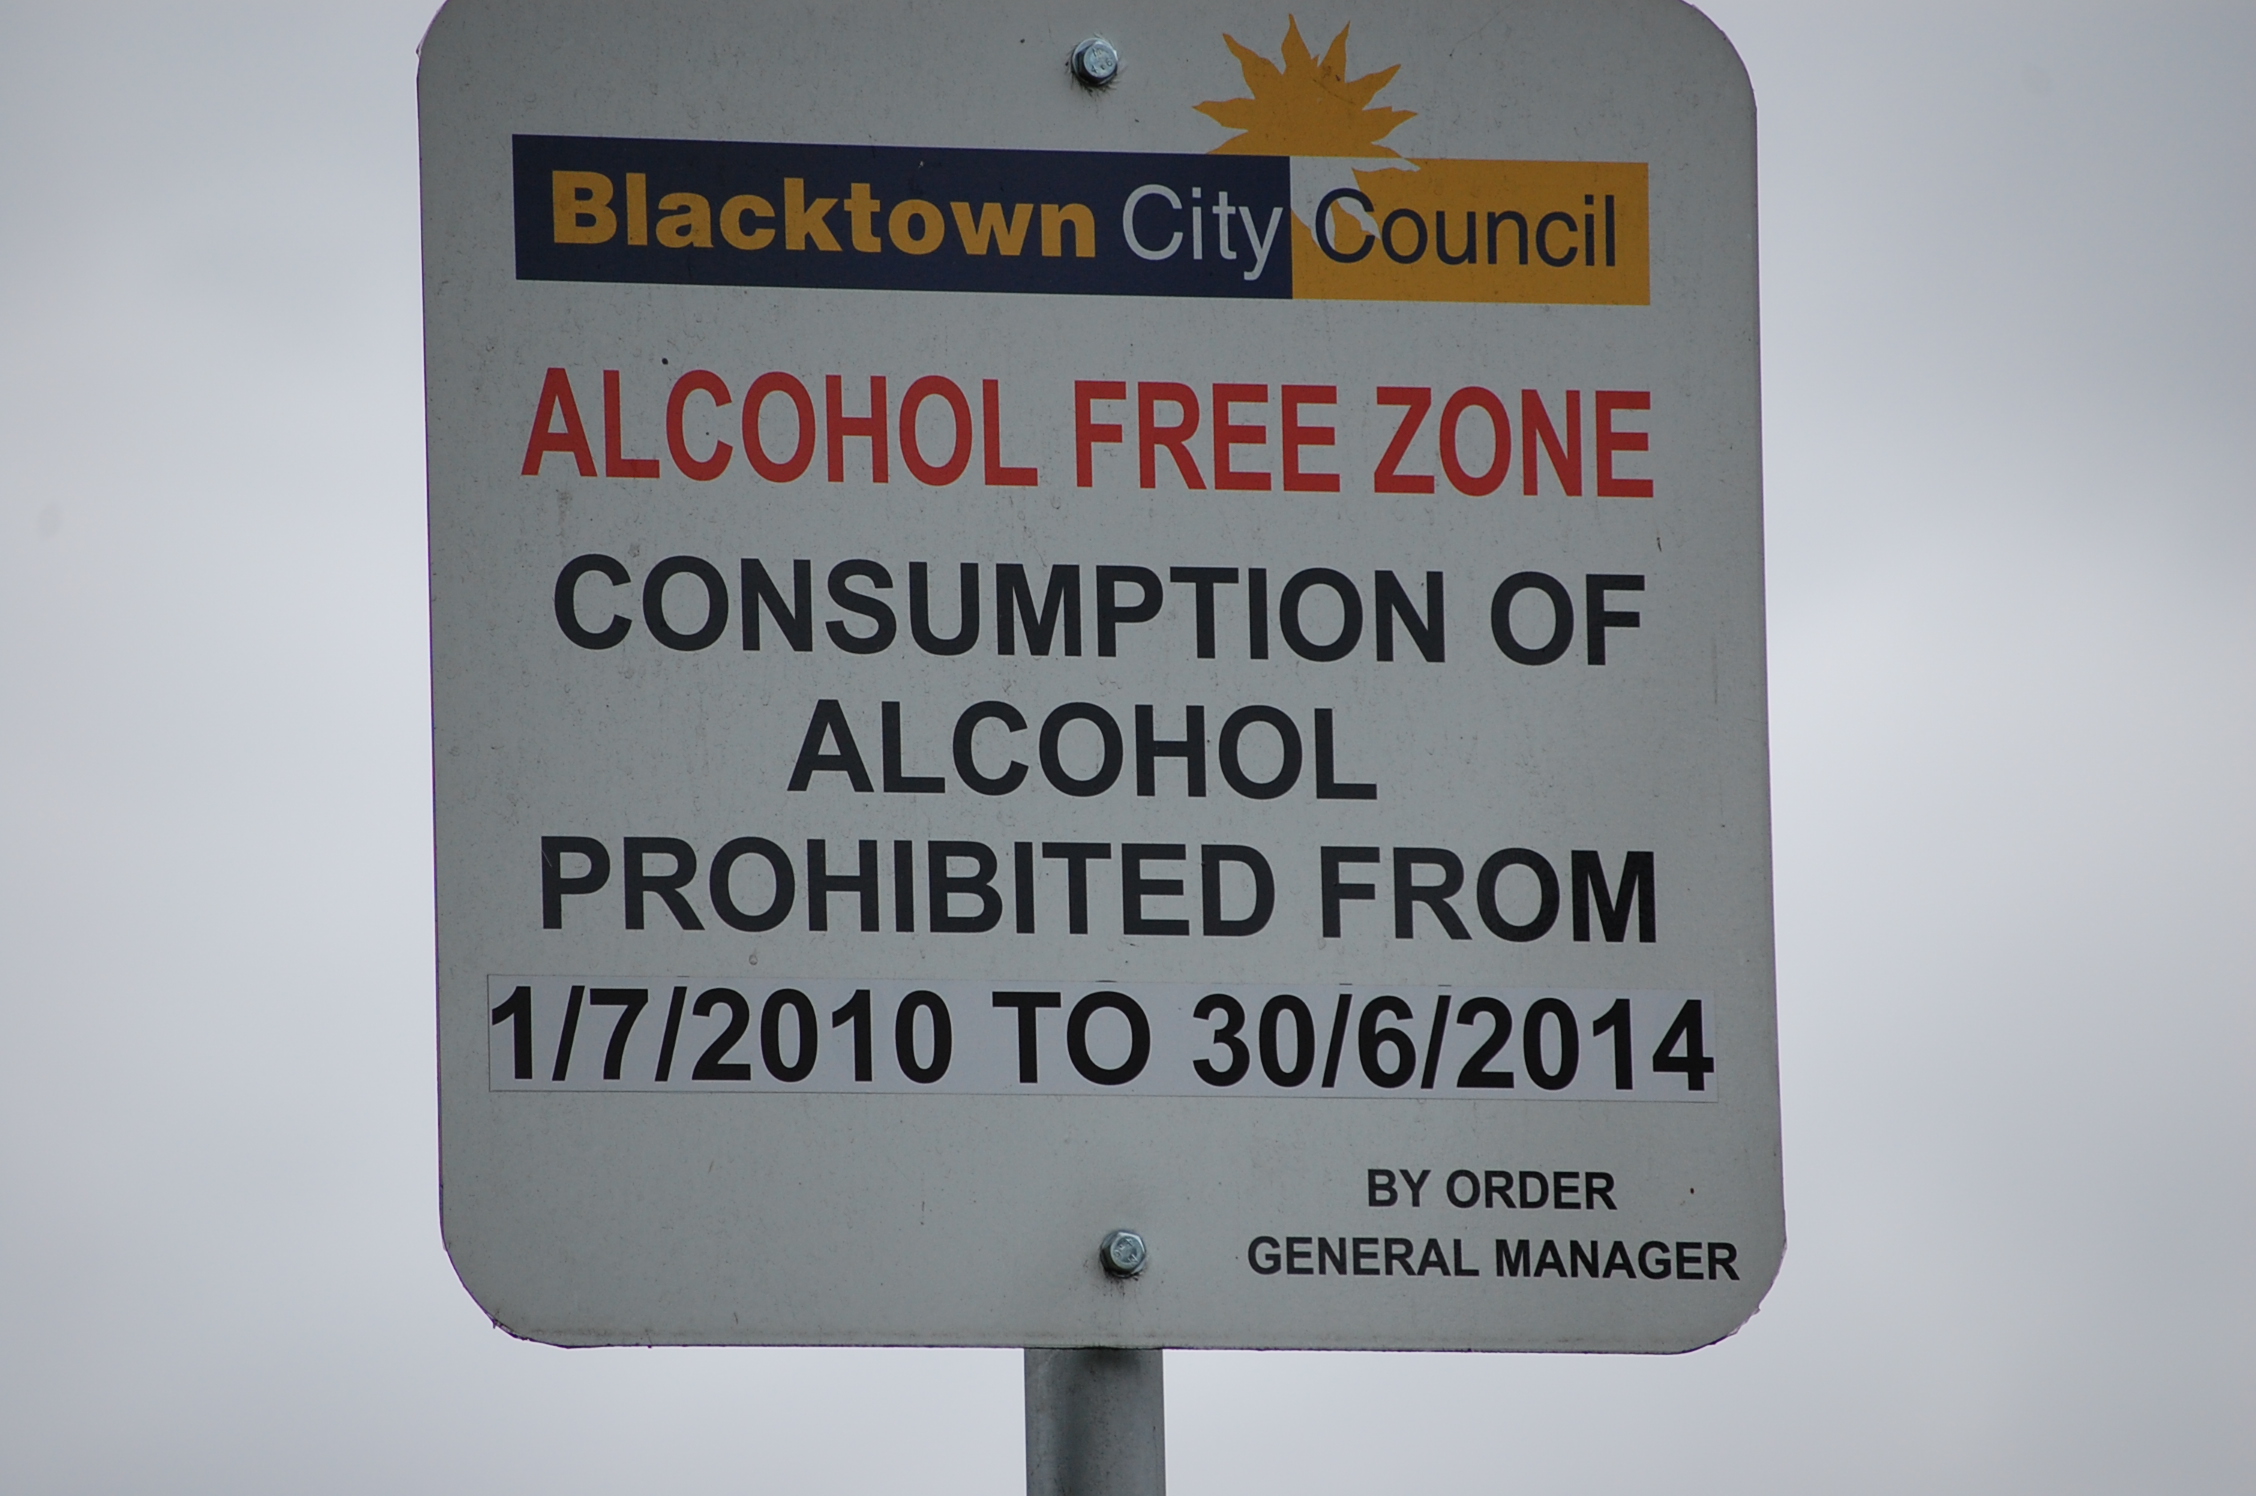 Blacktown City Council
ALCOHOL FREE ZONE
CONSUMPTION OF
ALCOHOL
PROHIBITED FROM
1/7/2010 TO 30/6/2014
BY ORDER
GENERAL MANAGER